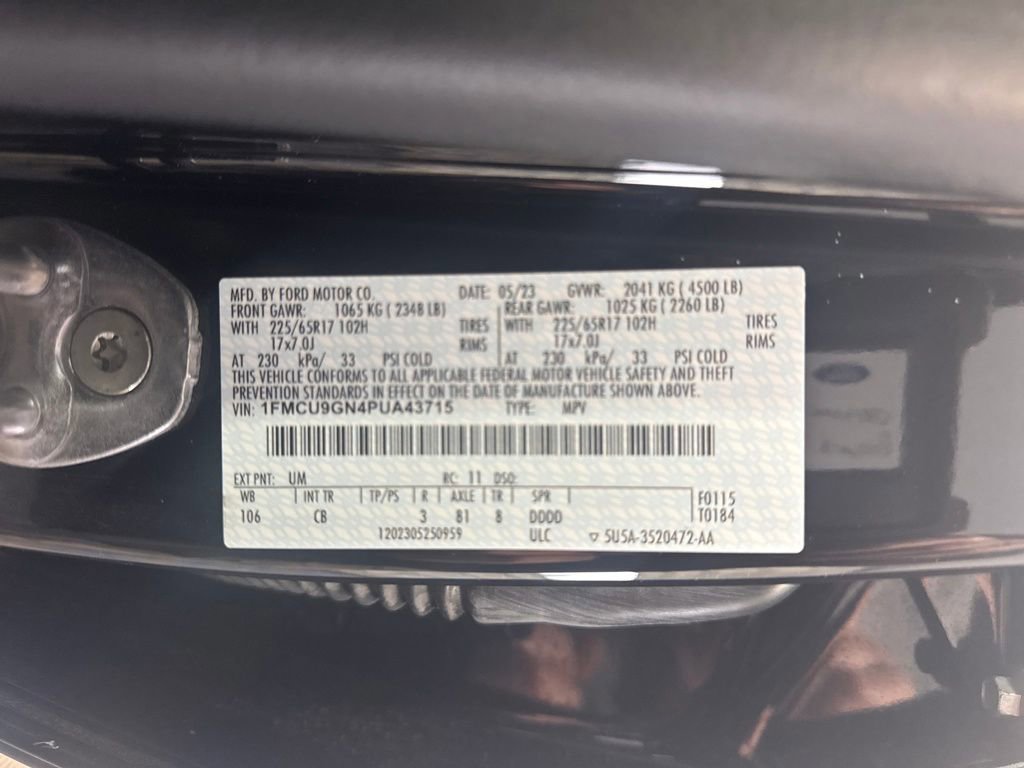 MFD. BY FORD MOTOR CO. DATE: 05/23 GVWR: 2041 KG ( 4500 LB)
FRONT GAWR: 1065 KG ( 2348 LB) REAR GAWR: 1025 KG ( 2260 LB)
WITH 225/65R17 102H TIRES WITH 225/65R17 102H TIRES
17x7.0J RIMS 17x7.0J RIMS
AT 230 kPa/ 33 PSI COLD AT 230 kPa/ 33 PSI COLD
THIS VEHICLE CONFORMS TO ALL APPLICABLE FEDERAL MOTOR VEHICLE SAFETY AND THEFT
PREVENTION STANDARDS IN EFFECT ON THE DATE OF MANUFACTURE SHOWN ABOVE.
VIN: 1FMCU9GN4PUA43715 TYPE: MPV
EXT PNT: UM RC: 11 DSO:
WB INT TR TP/PS R AXLE TR SPR F0115
106 CB 3 81 8 DDDD T0184
1202305250959 ULC ▽ 5U5A-3520472-AA